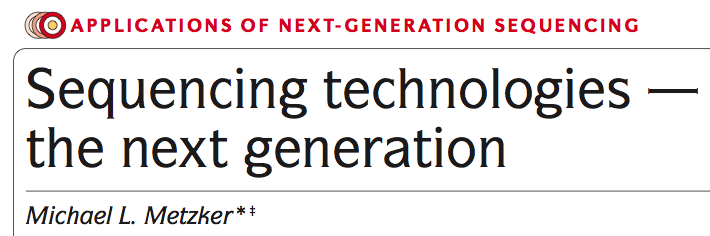 APPLICATIONS OF NEXT-GENERATION SEQUENCING
Sequencing technologies —
the next generation
Michael L. Metzker*‡